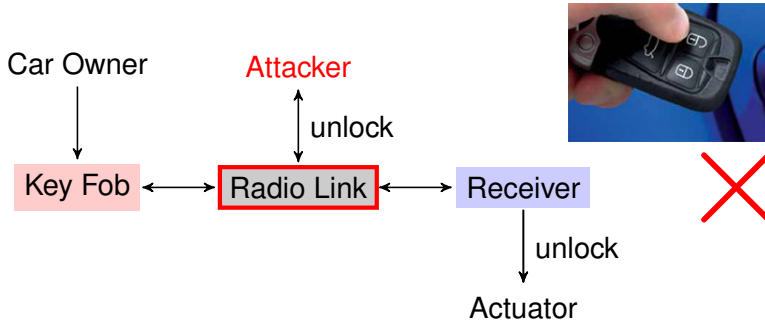 Car Owner
Attacker
unlock
Key Fob
Radio Link
Receiver
unlock
Actuator